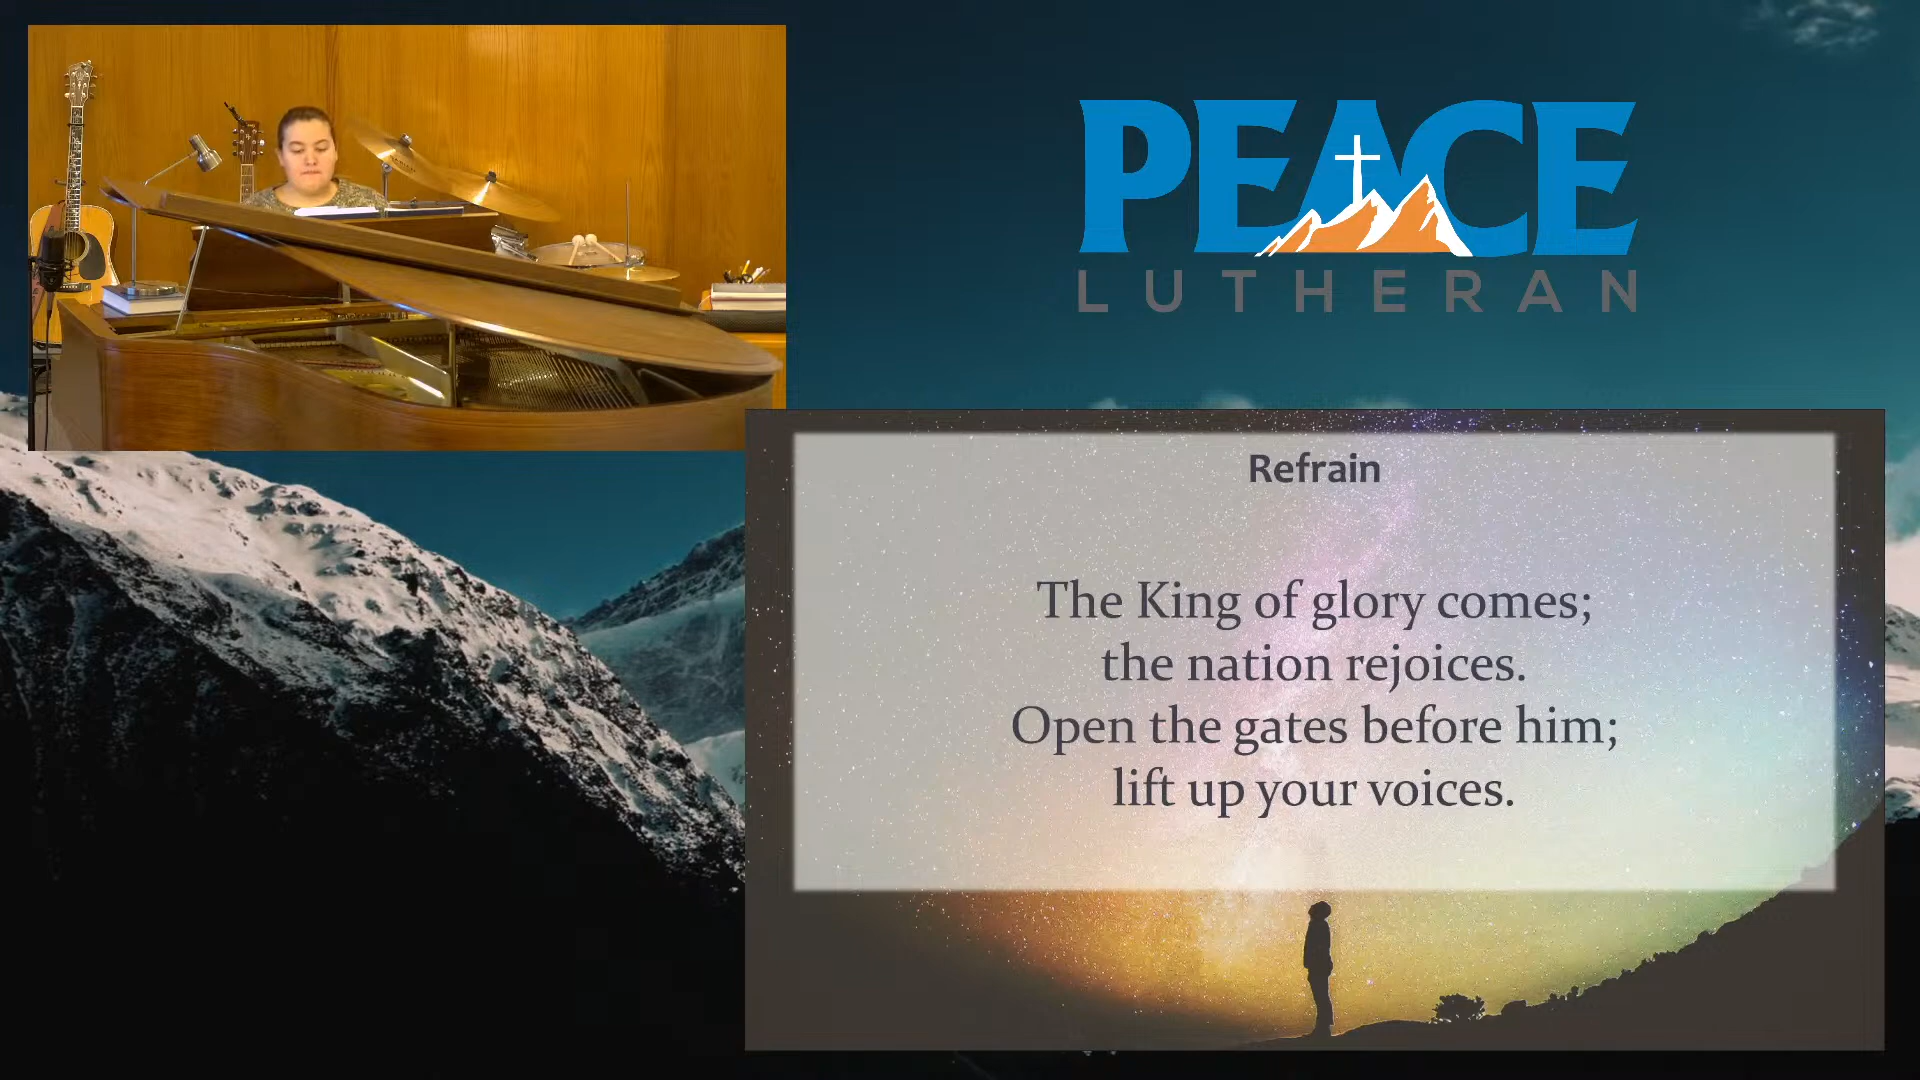 PEACE
LUTHERAN
Refrain
The King of glory comes;
the nation rejoices.
Open the gates before him;
lift up your voices.